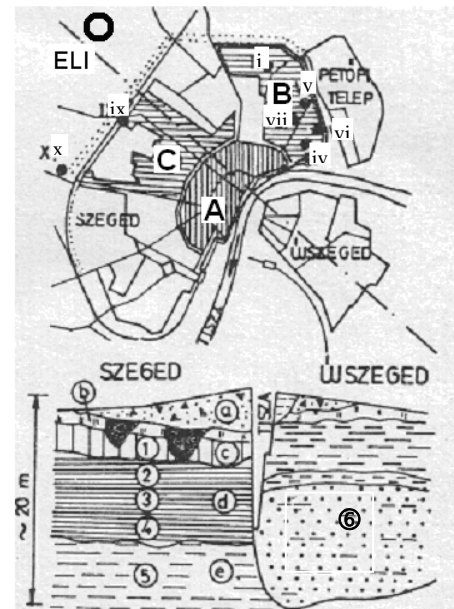 ELI
i
PETŐFI
TELEP
B
v
ix
vii
vi
x
C
iv
A
SZEGED
ÚJSZEGED
TISZA
SZEGED
ÚJSZEGED
b
a
TISZA
1
c
2
3
d
4
6
5
e
~20 m